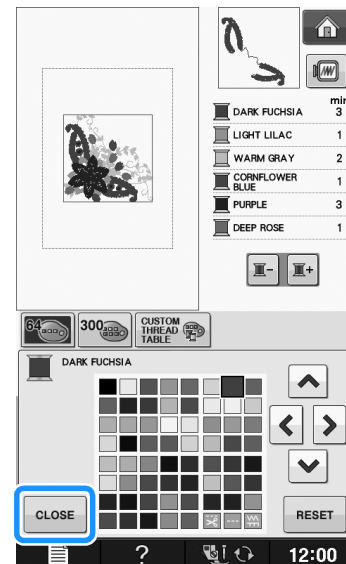 min
DARK FUCHSIA 3
LIGHT LILAC 1
WARM GRAY 2
CORNFLOWER
BLUE 1
PURPLE 3
DEEP ROSE 1
- +
64 300 CUSTOM
THREAD
TABLE
DARK FUCHSIA
CLOSE
RESET
? 12:00